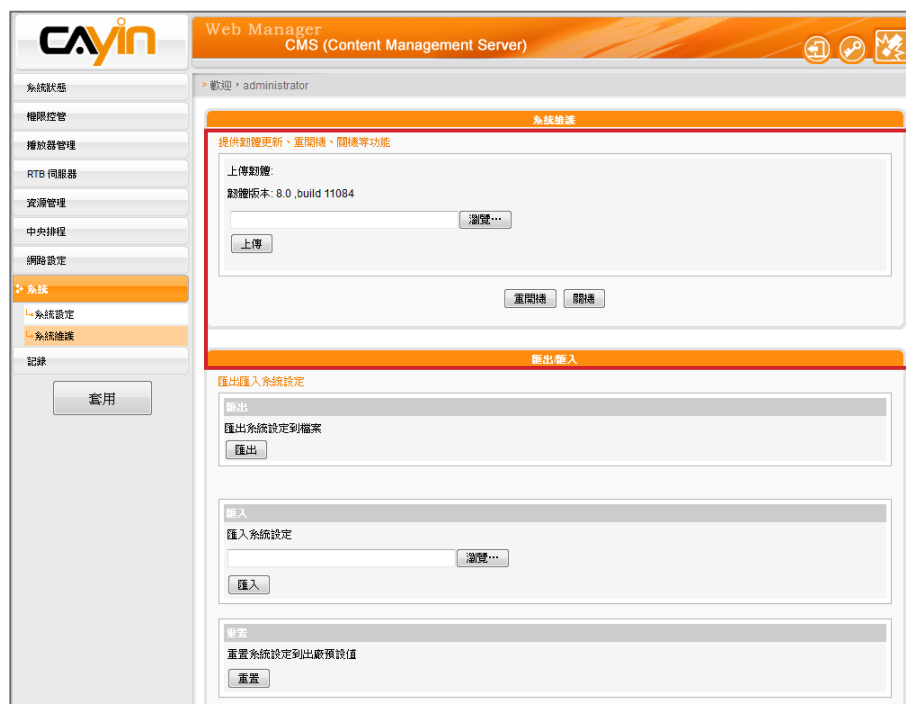 CAYIN
Web Manager
CMS (Content Management Server)
> 歡迎，administrator
系統狀態
權限控管
播放器管理
RTB 伺服器
資源管理
中央排程
網路設定
系統
系統設定
系統維護
記錄
套用
系統維護
提供韌體更新、重開機、關機等功能
上傳韌體:
韌體版本: 8.0 ,build 11084
瀏覽…
上傳
重開機
關機
匯出/匯入
匯出匯入系統設定
匯出
匯出系統設定到檔案
匯出
匯入
匯入系統設定
瀏覽…
匯入
重置
重置系統設定到出廠預設值
重置